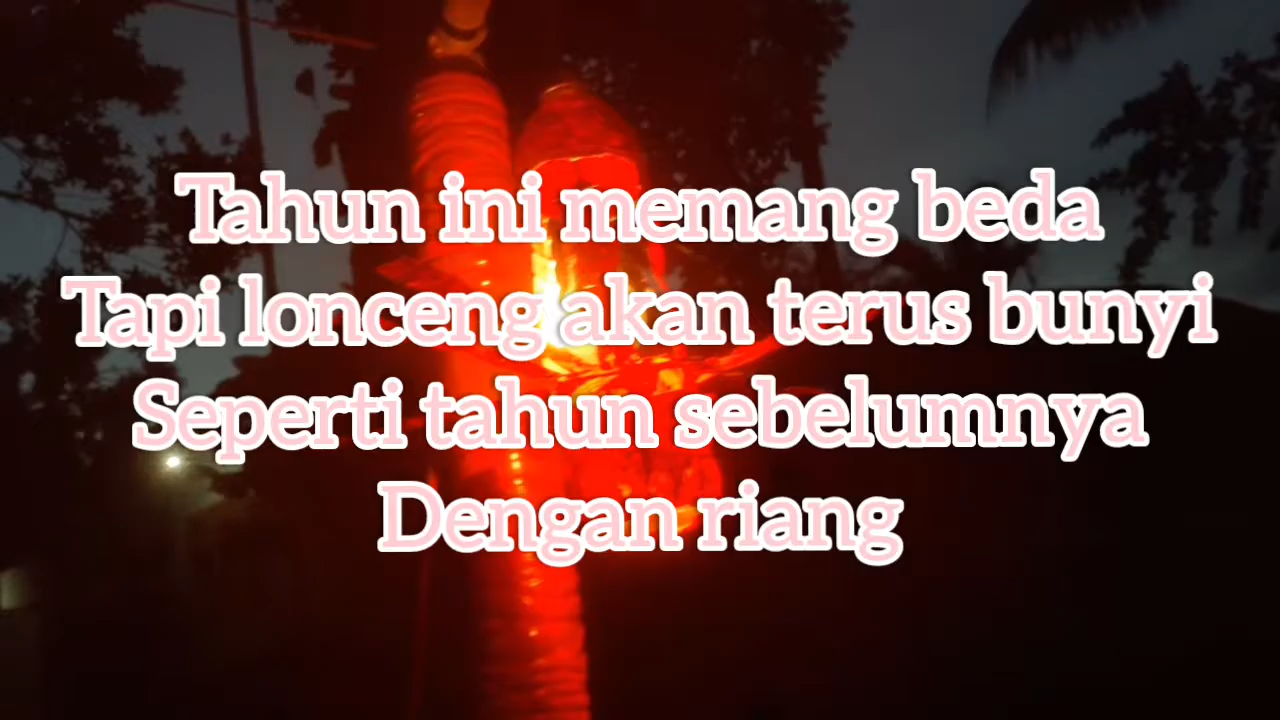 Tahun ini memang beda
Tapi lonceng akan terus bunyi
Seperti tahun sebelumnya
Dengan riang